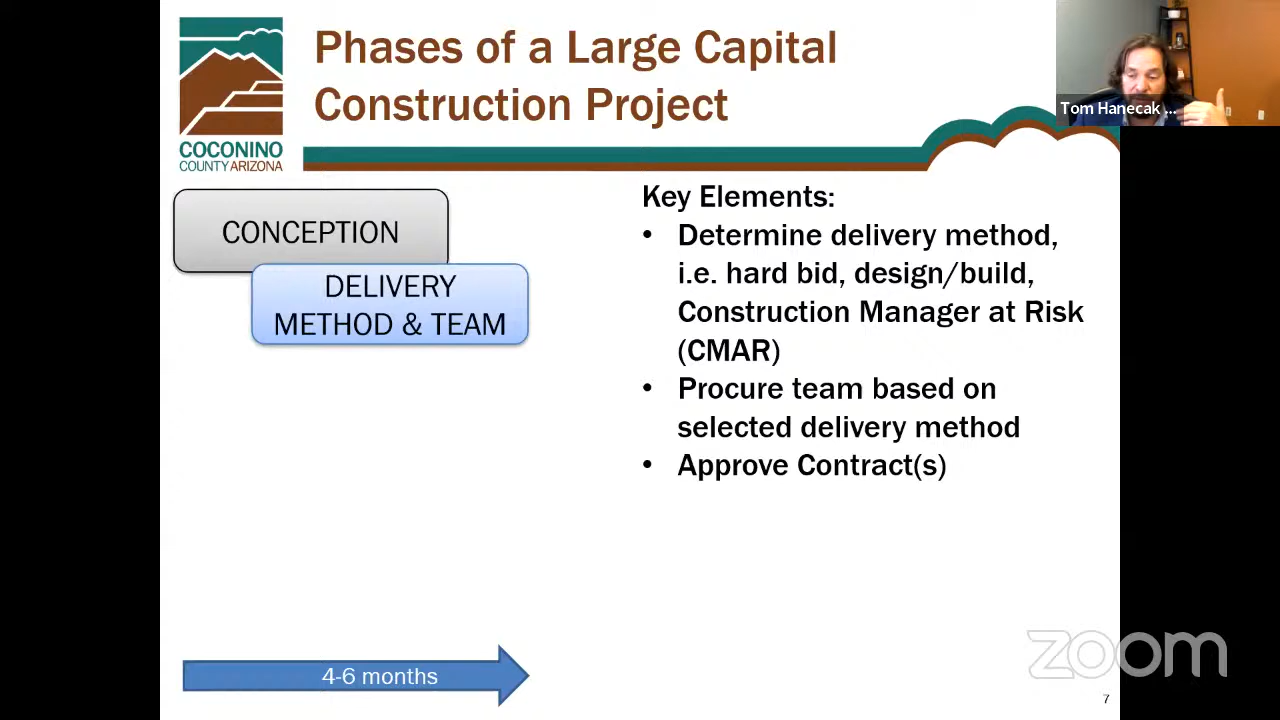 Phases of a Large Capital
Construction Project
Tom Hanecak ...
COCONINO
COUNTY ARIZONA
CONCEPTION
DELIVERY
METHOD & TEAM
Key Elements:
• Determine delivery method,
i.e. hard bid, design/build,
Construction Manager at Risk
(CMAR)
• Procure team based on
selected delivery method
• Approve Contract(s)
4-6 months
zoom
7